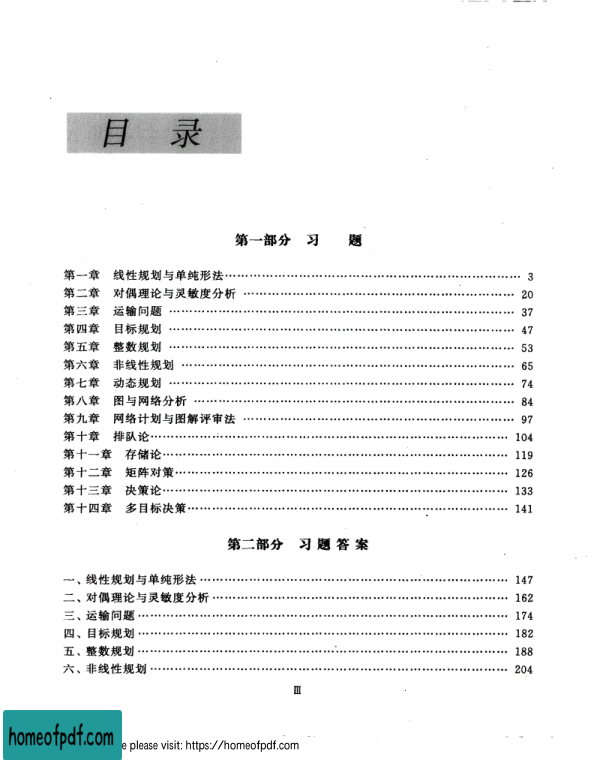 目 录
第一部分 习 题
第一章 线性规划与单纯形法…… 3
第二章 对偶理论与灵敏度分析 …… 20
第三章 运输问题 …… 37
第四章 目标规划 …… 47
第五章 整数规划 …… 53
第六章 非线性规划 …… 65
第七章 动态规划 …… 74
第八章 图与网络分析 …… 84
第九章 网络计划与图解评审法 …… 97
第十章 排队论…… 104
第十一章 存储论…… 119
第十二章 矩阵对策…… 126
第十三章 决策论…… 133
第十四章 多目标决策…… 141
第二部分 习题答案
一、线性规划与单纯形法…… 147
二、对偶理论与灵敏度分析…… 162
三、运输问题…… 174
四、目标规划…… 182
五、整数规划…… 188
六、非线性规划…… 204
Ⅲ
homeofpdf.com
e please visit: https://homeofpdf.com